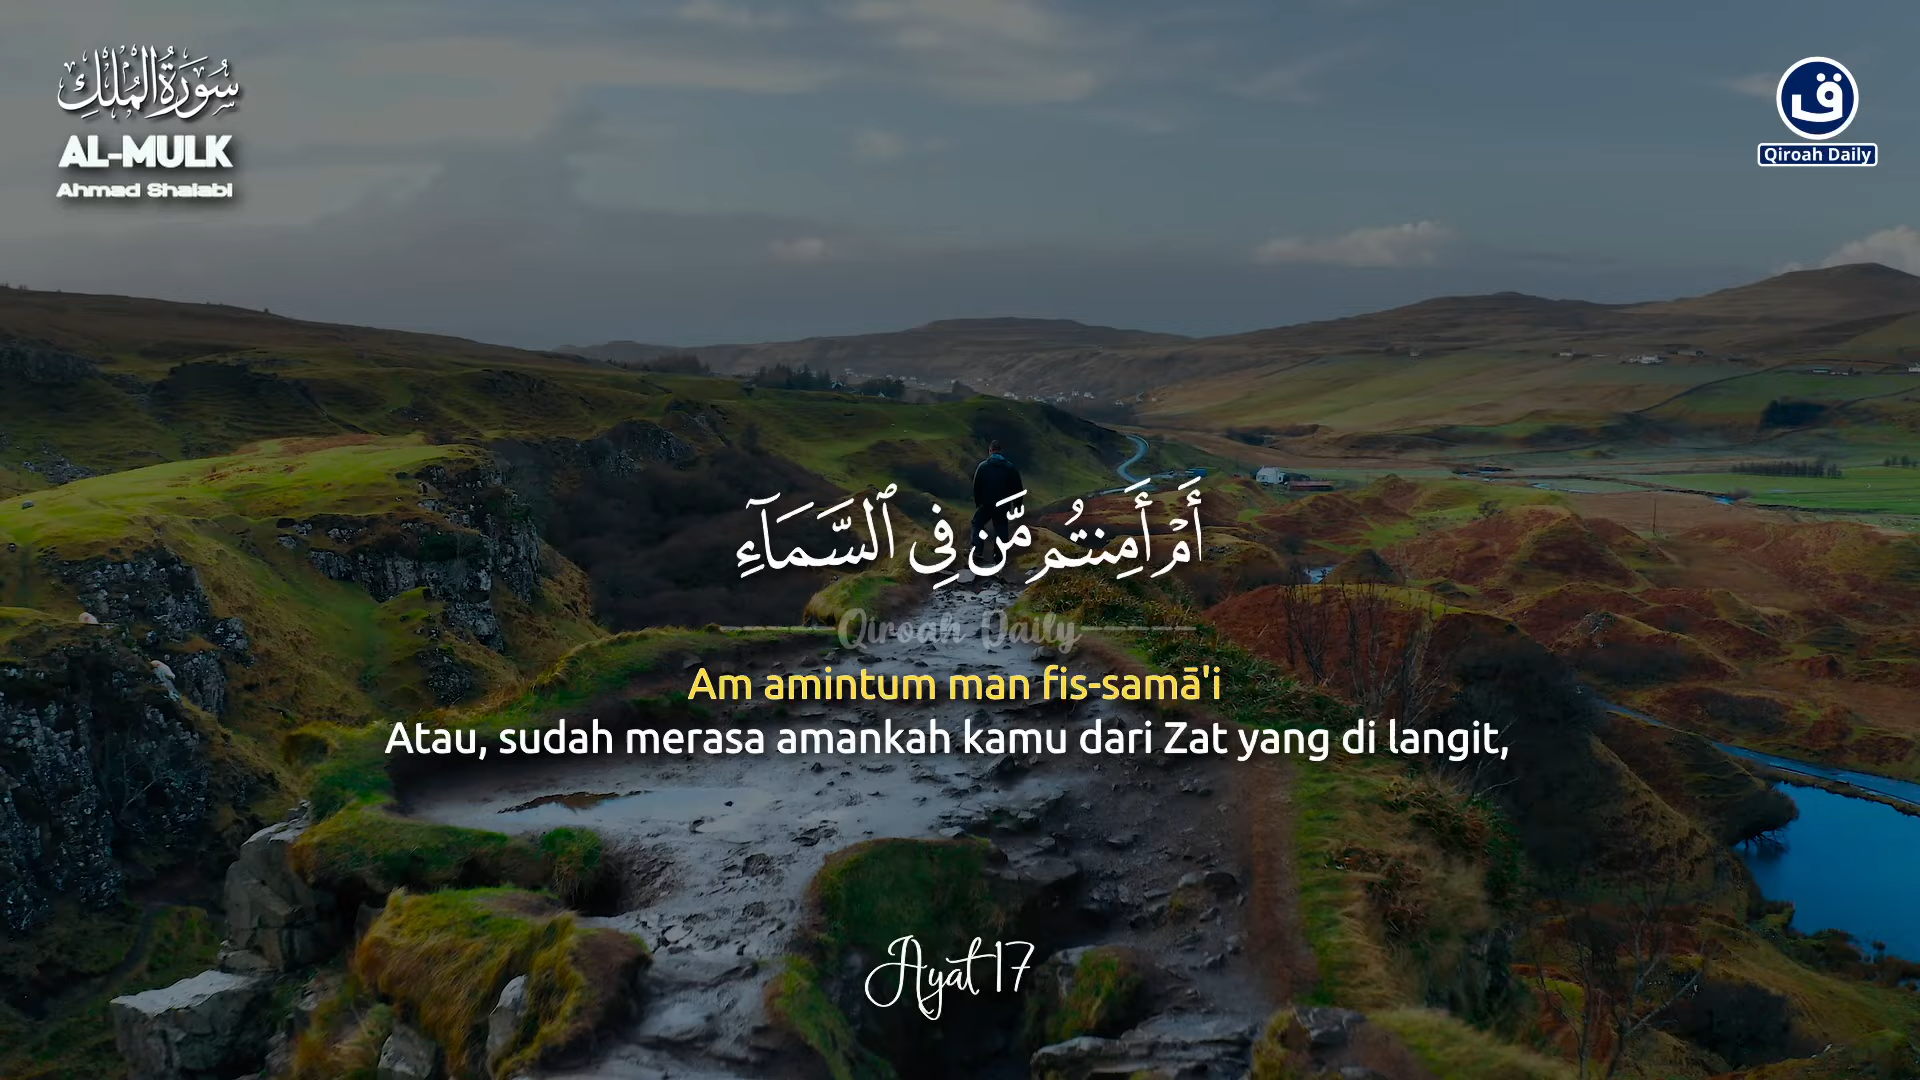 سُورَةُ الْمُلْكِ
AL-MULK
Ahmad Shalabi
ق
Qiroah Daily
أَمْ أَمِنتُم مَّن فِي ٱلسَّمَآءِ
Qiroah Daily
Am amintum man fis-samā'i
Atau, sudah merasa amankah kamu dari Zat yang di langit,
Ayat 17